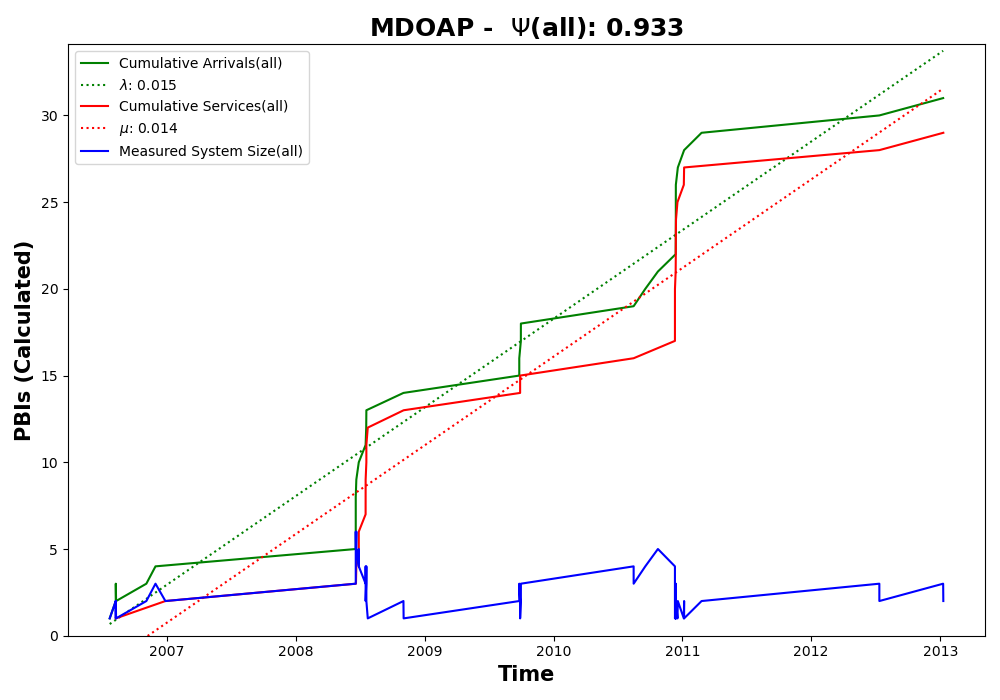 MDOAP - Ψ(all): 0.933
Cumulative Arrivals(all)
λ: 0.015
Cumulative Services(all)
μ: 0.014
Measured System Size(all)
PBIs (Calculated)
30
25
20
15
10
5
0
2007 2008 2009 2010 2011 2012 2013
Time